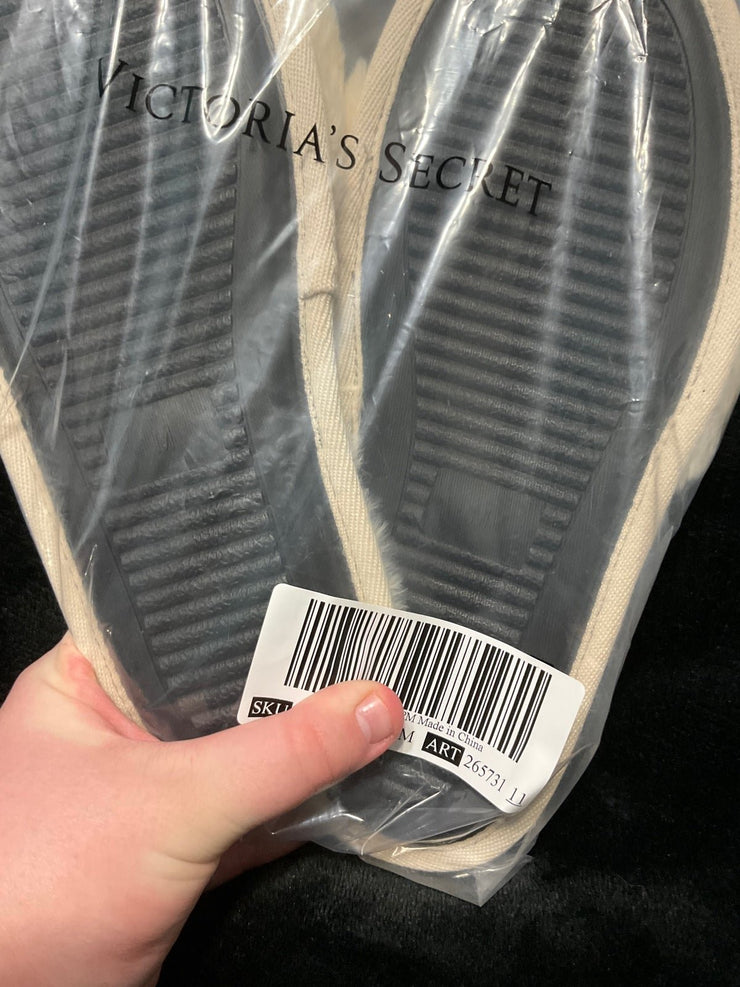 VICTORIA'S SECRET
SKU
Made in China
M ART 265731 11